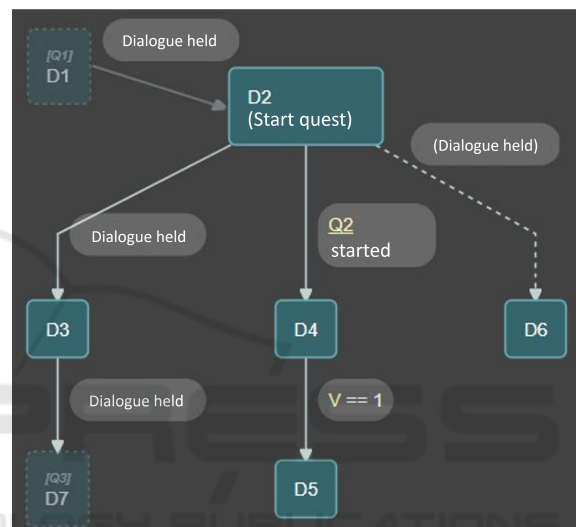 [Q1]
D1
Dialogue held
D2
(Start quest)
(Dialogue held)
Dialogue held
Q2
started
D3
D4
D6
Dialogue held
V == 1
[Q3]
D7
D5